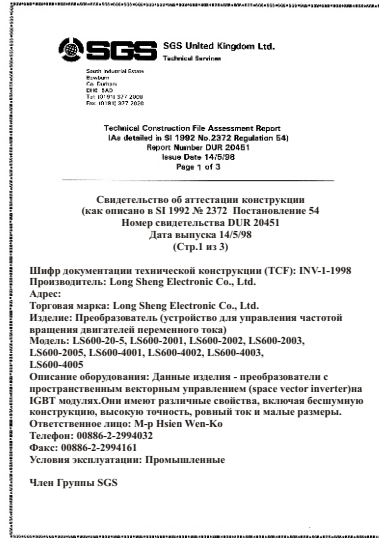 SGS SGS United Kingdom Ltd.
Technical Services
South Industrial Estate
Bowburn
Co. Durham
DH6 5AD
Tel (0191) 377 2000
Fax (0191) 377 2020
Technical Construction File Assessment Report
(As detailed in SI 1992 No.2372 Regulation 54)
Report Number DUR 20451
Issue Date 14/5/98
Page 1 of 3
Свидетельство об аттестации конструкции
(как описано в SI 1992 № 2372 Постановление 54
Номер свидетельства DUR 20451
Дата выпуска 14/5/98
(Стр.1 из 3)
Шифр документации технической конструкции (TCF): INV-1-1998
Производитель: Long Sheng Electronic Co., Ltd.
Адрес:
Торговая марка: Long Sheng Electronic Co., Ltd.
Изделие: Преобразователь (устройство для управления частотой
вращения двигателей переменного тока)
Модель: LS600-20-5, LS600-2001, LS600-2002, LS600-2003,
LS600-2005, LS600-4001, LS600-4002, LS600-4003,
LS600-4005
Описание оборудования: Данные изделия - преобразователи с
пространственным векторным управлением (space vector inverter)на
IGBT модулях.Они имеют различные свойства, включая бесшумную
конструкцию, высокую точность, ровный ток и малые размеры.
Ответственное лицо: М-р Hsien Wen-Ko
Телефон: 00886-2-2994032
Факс: 00886-2-2994161
Условия эксплуатации: Промышленные
Член Группы SGS